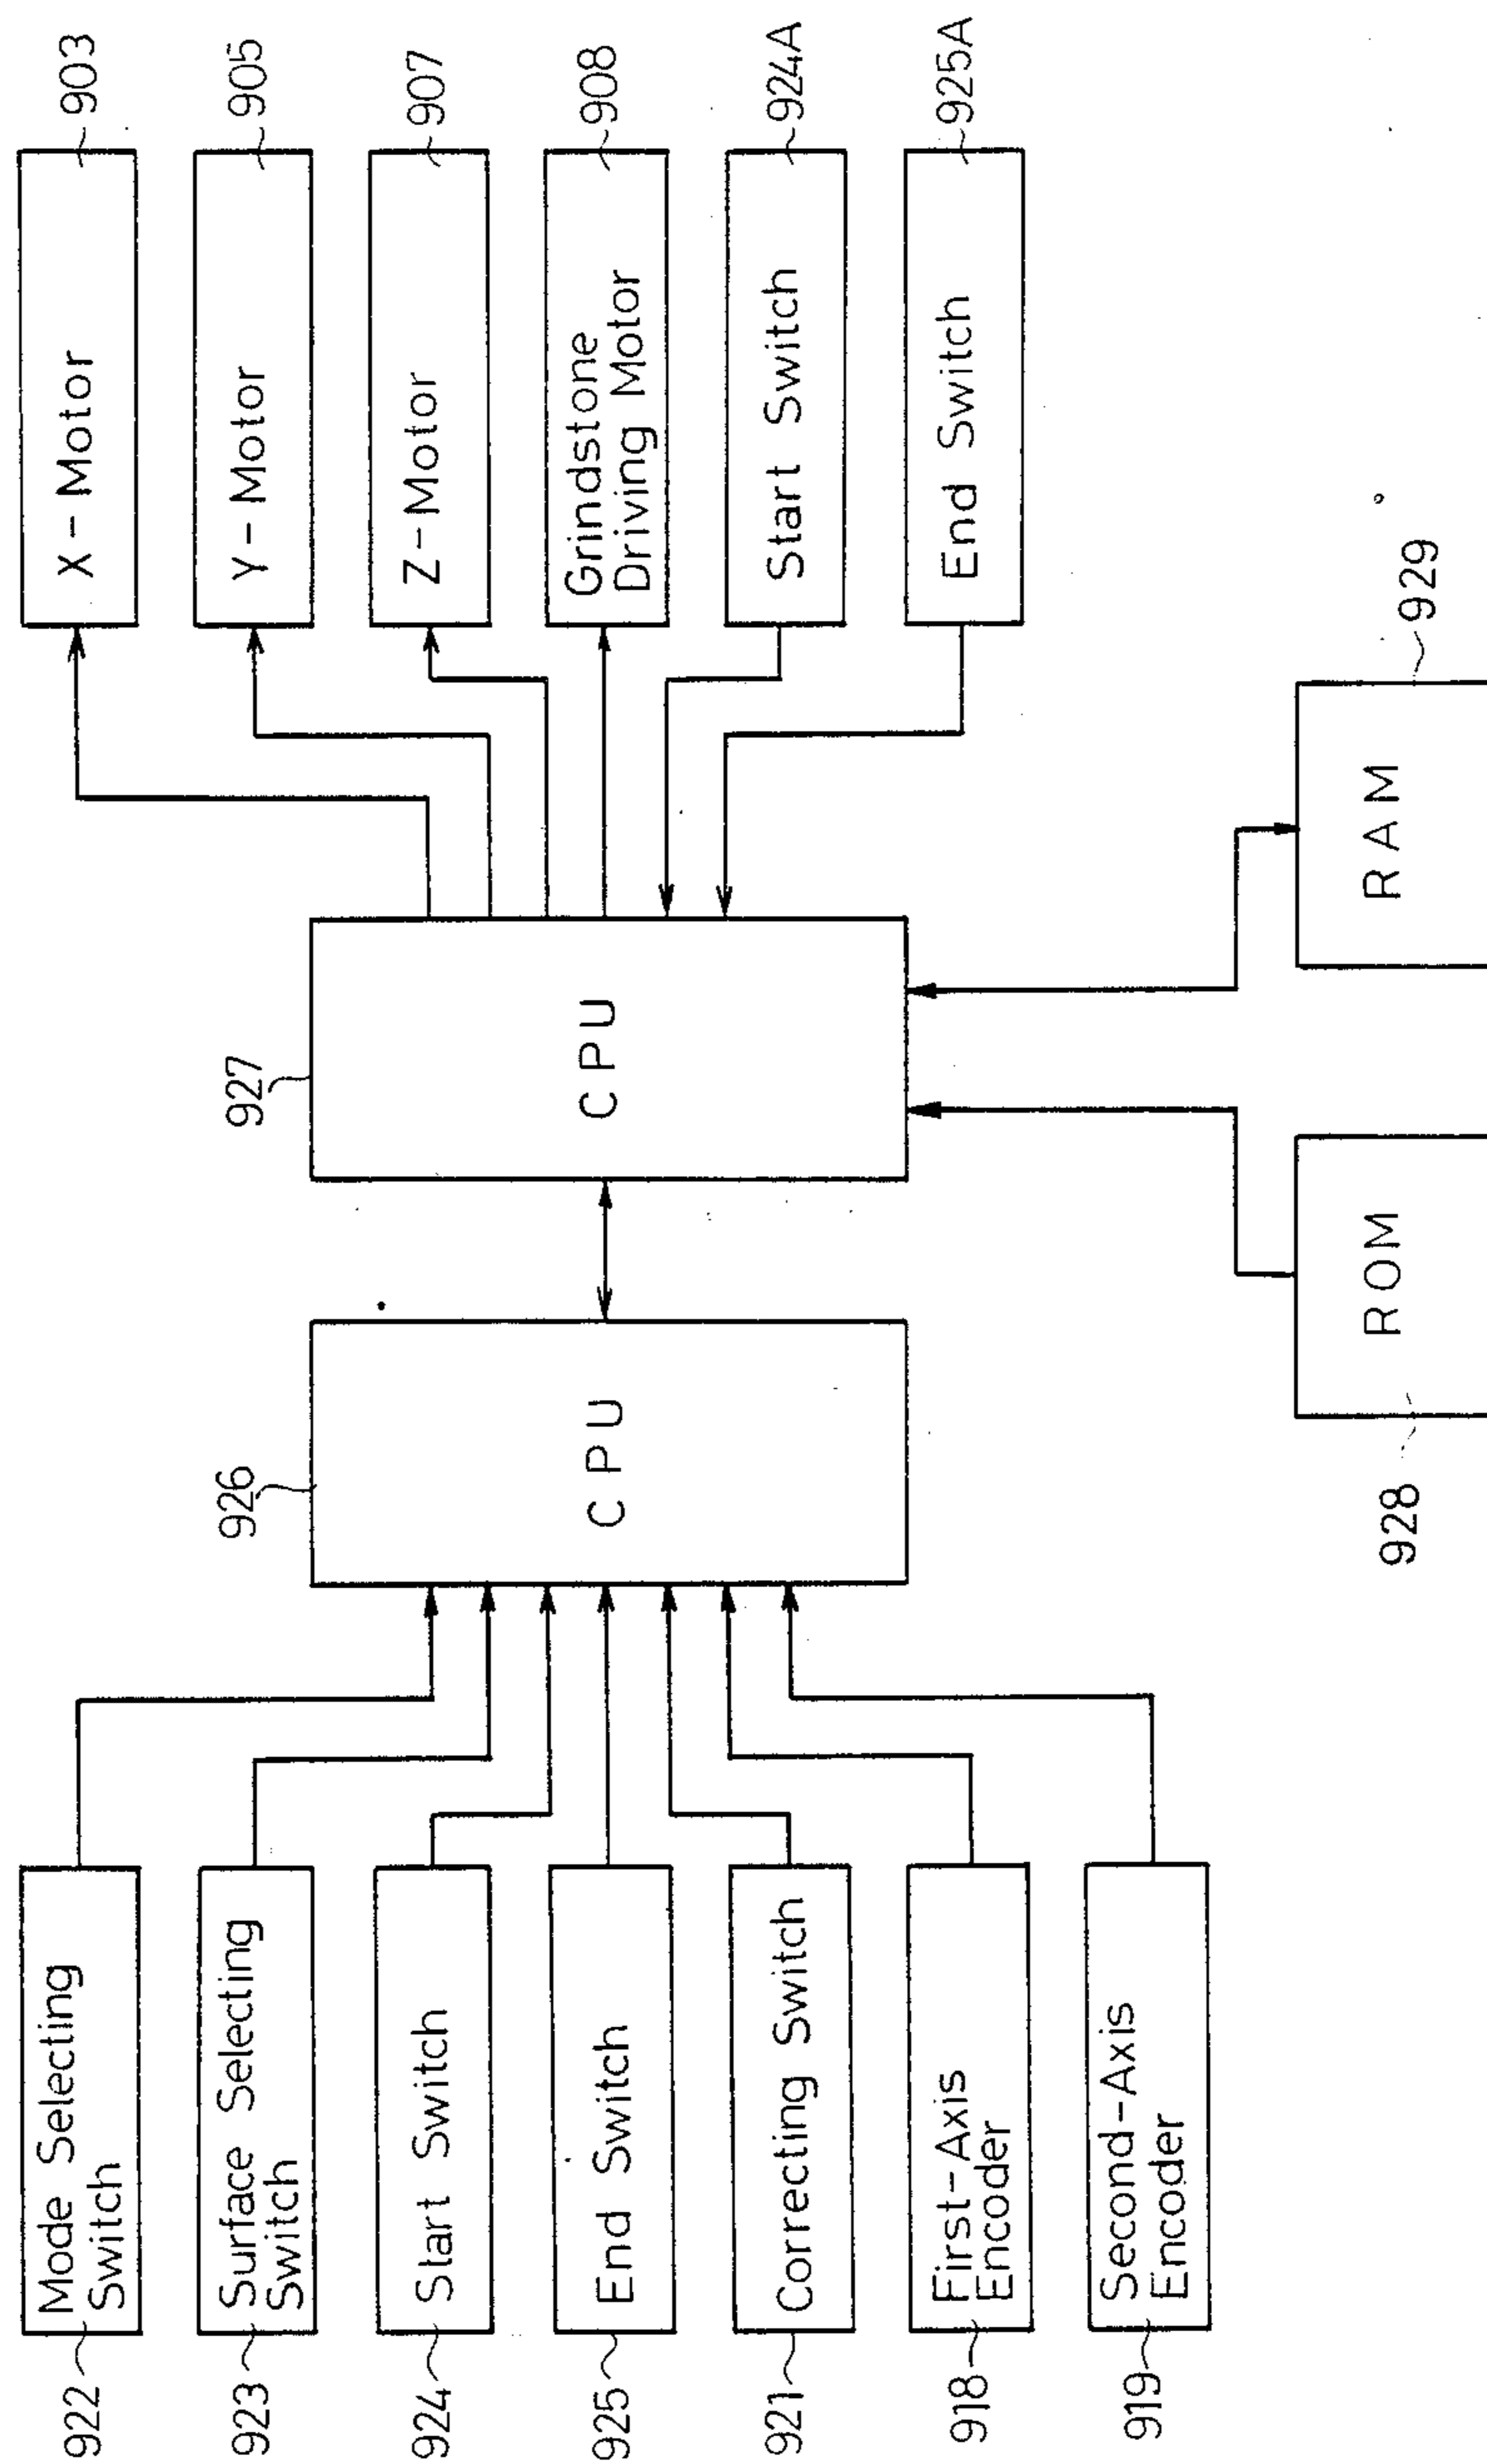 922
Mode Selecting
Switch
923
Surface Selecting
Switch
924
Start Switch
925
End Switch
921
Correcting Switch
918
First-Axis
Encoder
919
Second-Axis
Encoder
926
CPU
927
CPU
928
ROM
929
RAM
X-Motor
903
Y-Motor
905
Z-Motor
907
Grindstone
Driving Motor
908
Start Switch
924A
End Switch
925A